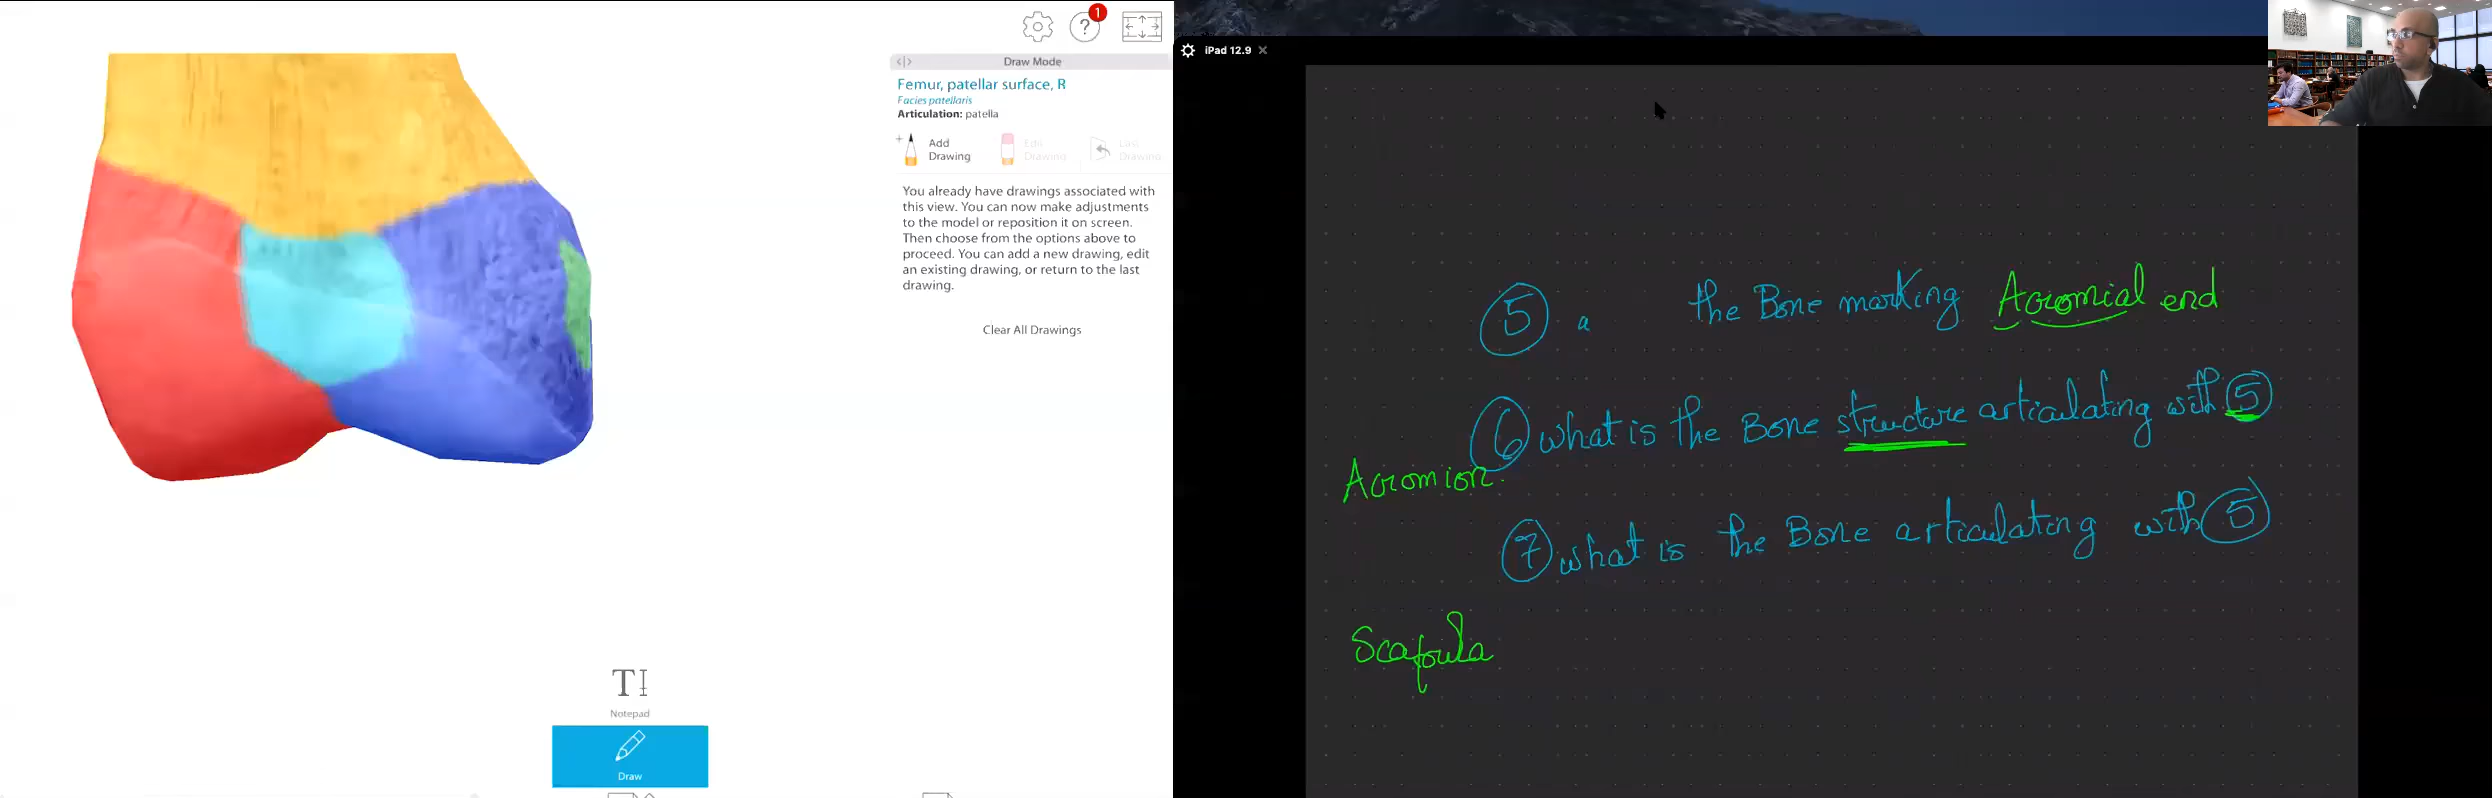 1
Draw Mode
Femur, patellar surface, R
Facies patellaris
Articulation: patella
Add Drawing
Edit Drawing
Last Drawing
You already have drawings associated with
this view. You can now make adjustments
to the model or reposition it on screen.
Then choose from the options above to
proceed. You can add a new drawing, edit
an existing drawing, or return to the last
drawing.
Clear All Drawings
TI
Notepad
Draw
iPad 12.9
5 a the Bone marking Acromial end
6 what is the Bone structure articulating with 5
Acromion.
7 what is the Bone articulating with 5
Scapula